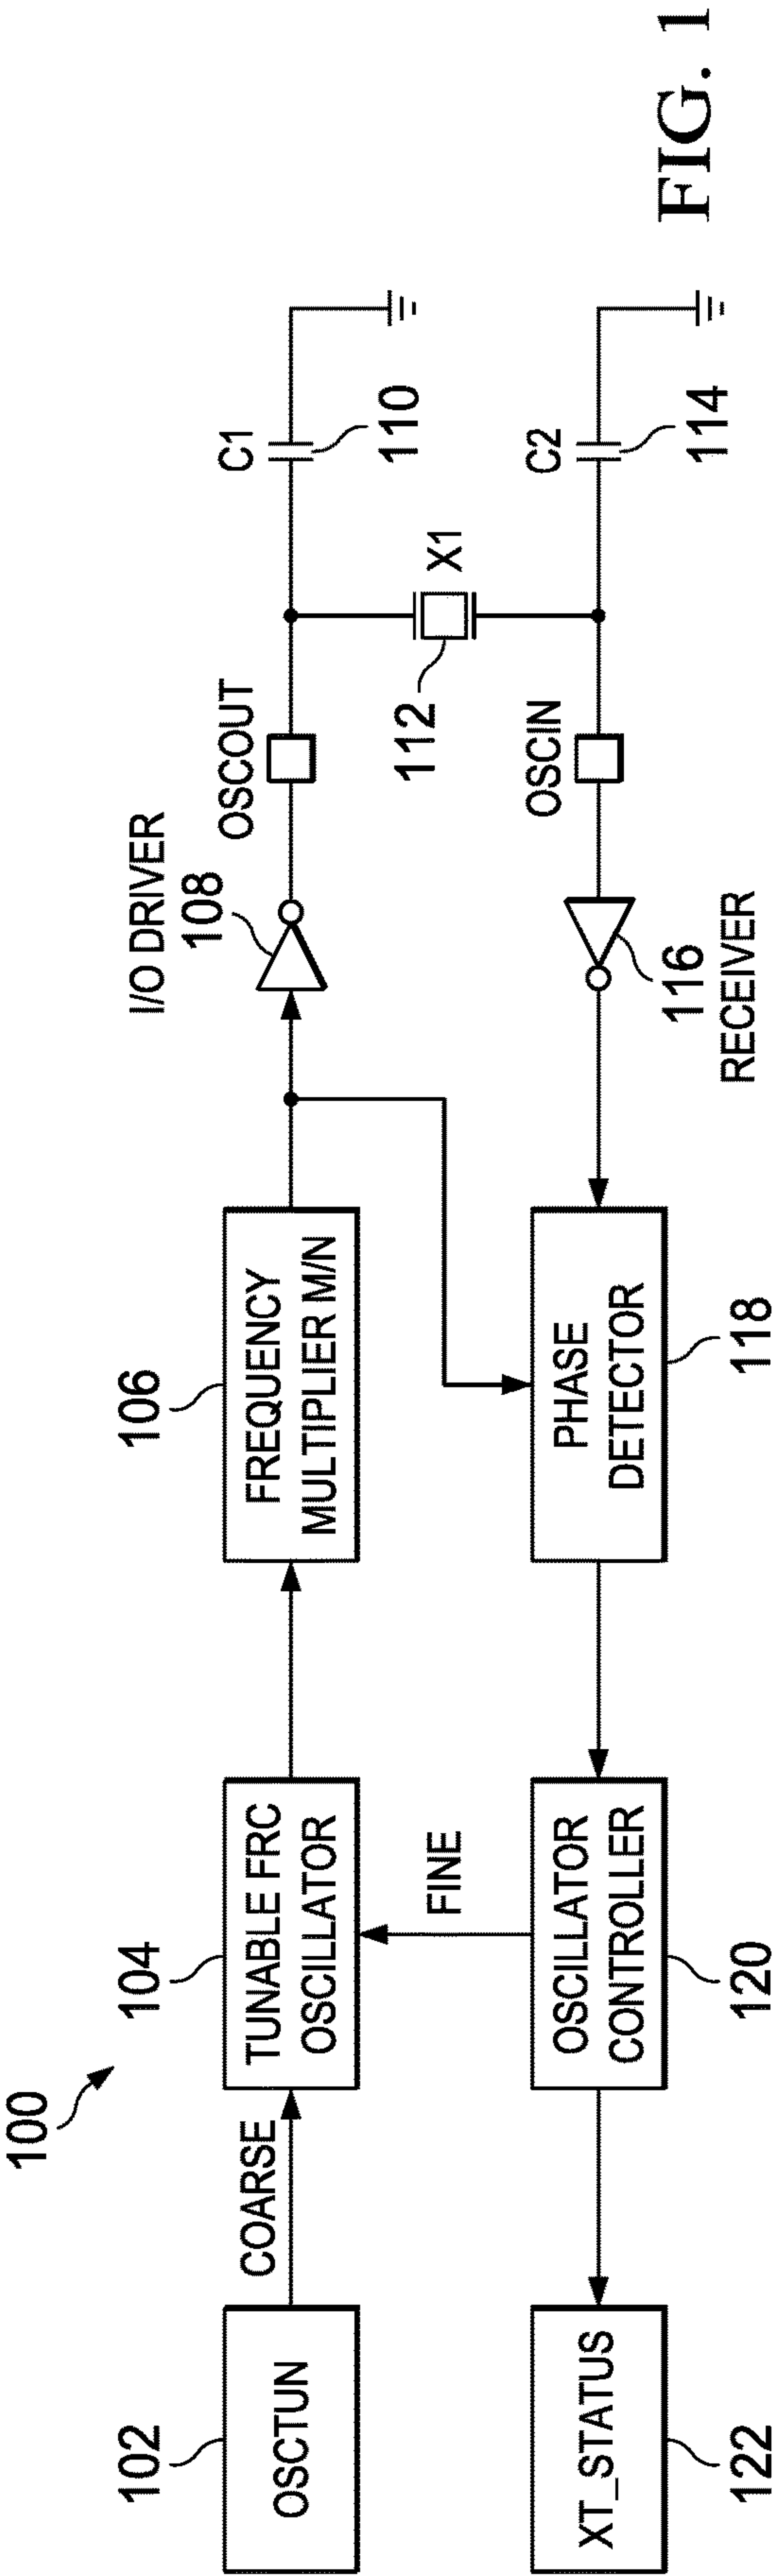 100
102
OSCTUN
COARSE
104
TUNABLE FRC
OSCILLATOR
106
FREQUENCY
MULTIPLIER M/N
I/O DRIVER
108
OSCOUT
C1
110
FINE
112
X1
122
XT_STATUS
120
OSCILLATOR
CONTROLLER
118
PHASE
DETECTOR
116
RECEIVER
OSCIN
C2
114
FIG. 1